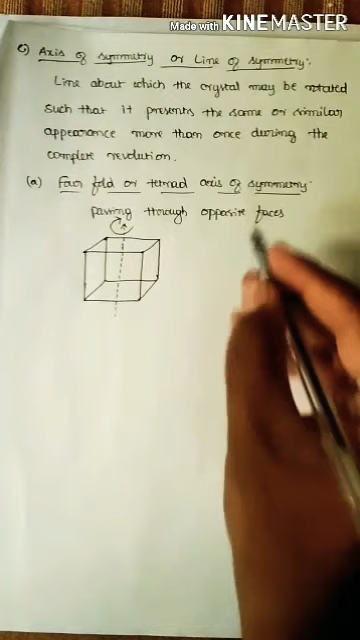 Made with KINEMASTER
c) Axis of symmetry or Line of symmetry:
Line about which the crystal may be rotated
such that it presents the same or similar
appearance more than once during the
complete revolution.
(a) Four fold or tetrad axis of symmetry
passing through opposite faces